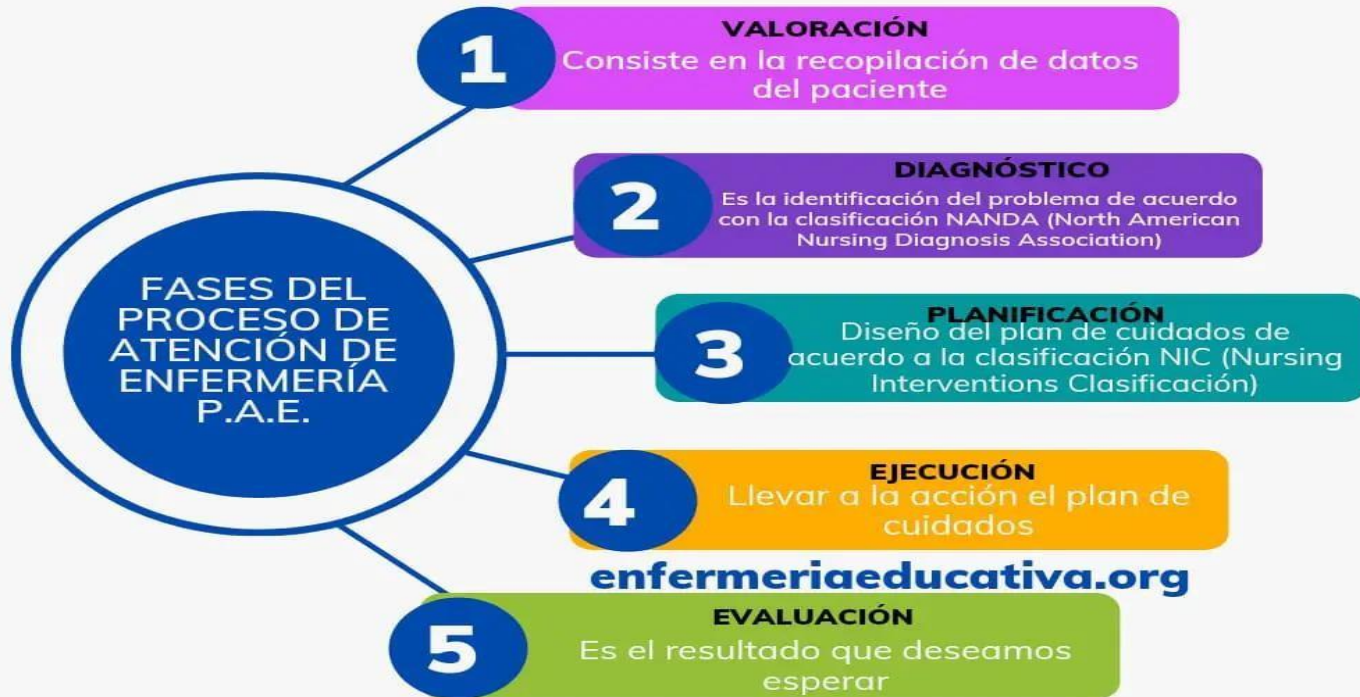 FASES DEL
PROCESO DE
ATENCIÓN DE
ENFERMERÍA
P.A.E.
1
VALORACIÓN
Consiste en la recopilación de datos
del paciente
2
DIAGNÓSTICO
Es la identificación del problema de acuerdo
con la clasificación NANDA (North American
Nursing Diagnosis Association)
3
PLANIFICACIÓN
Diseño del plan de cuidados de
acuerdo a la clasificación NIC (Nursing
Interventions Clasificación)
4
EJECUCIÓN
Llevar a la acción el plan de
cuidados
enfermeriaeducativa.org
5
EVALUACIÓN
Es el resultado que deseamos
esperar